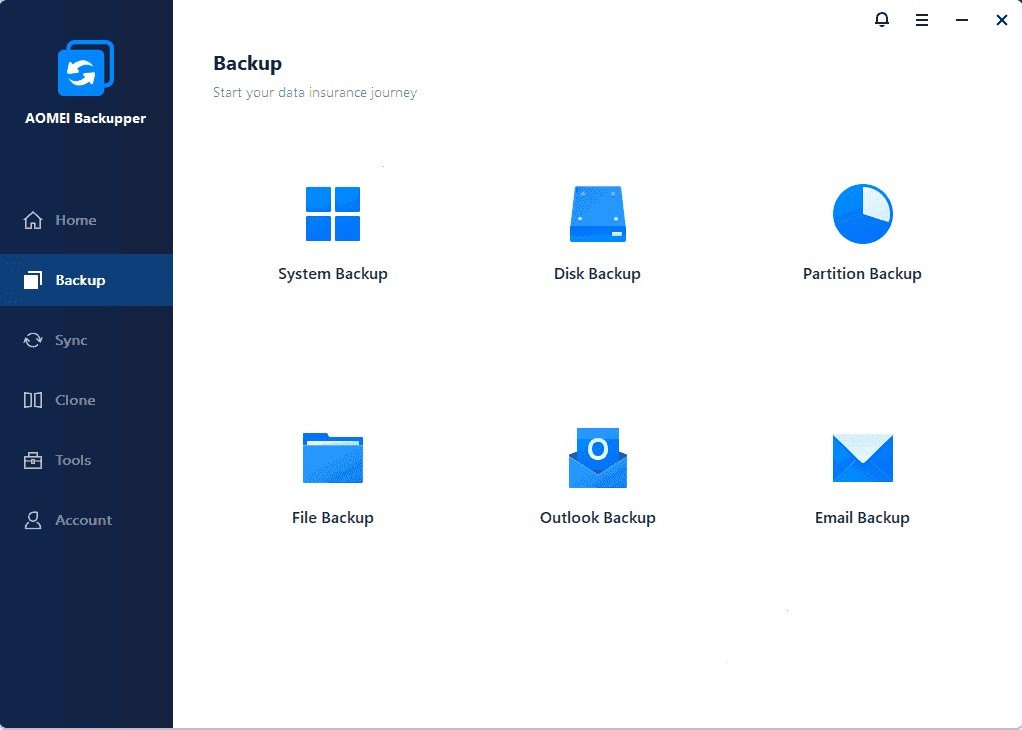 Backup
Start your data insurance journey
AOMEI Backupper
Home
Backup
Sync
Clone
Tools
Account
System Backup
Disk Backup
Partition Backup
File Backup
Outlook Backup
Email Backup